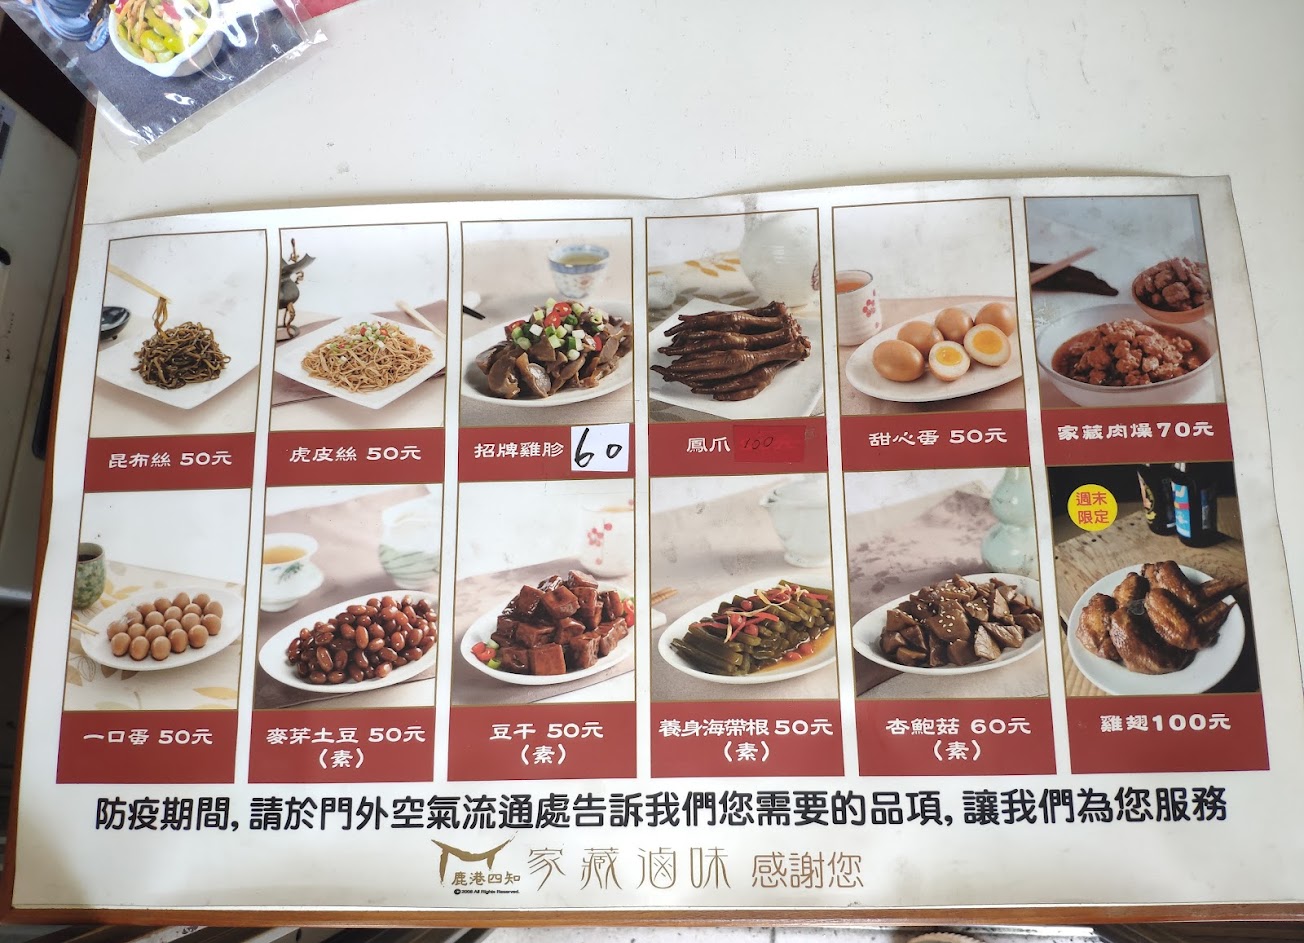 昆布絲 50元
虎皮絲 50元
招牌雞胗 60
鳳爪 160
甜心蛋 50元
家藏肉燥70元
週末
限定
一口蛋 50元
麥芽土豆 50元
(素)
豆干 50元
(素)
養身海帶根50元
(素)
杏鮑菇 60元
(素)
雞翅100元
防疫期間,請於門外空氣流通處告訴我們您需要的品項,讓我們為您服務
鹿港四知 家藏滷味 感謝您
©2008 All Rights Reserved.